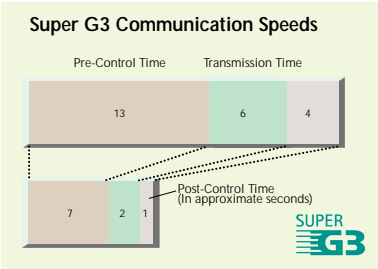 Super G3 Communication Speeds
Pre-Control Time Transmission Time
13 6 4
7 2 1
Post-Control Time
(In approximate seconds)
SUPER
G3